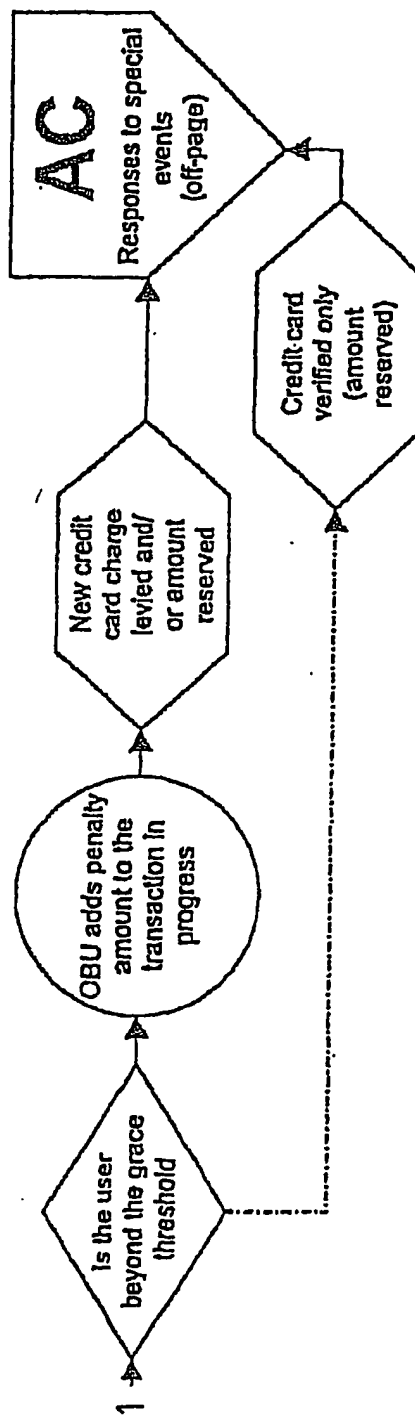 1
Is the user
beyond the grace
threshold
OBU adds penalty
amount to the
transaction in
progress
New credit
card charge
levied and/
or amount
reserved
AC
Responses to special
events
(off-page)
Credit-card
verified only
(amount
reserved)